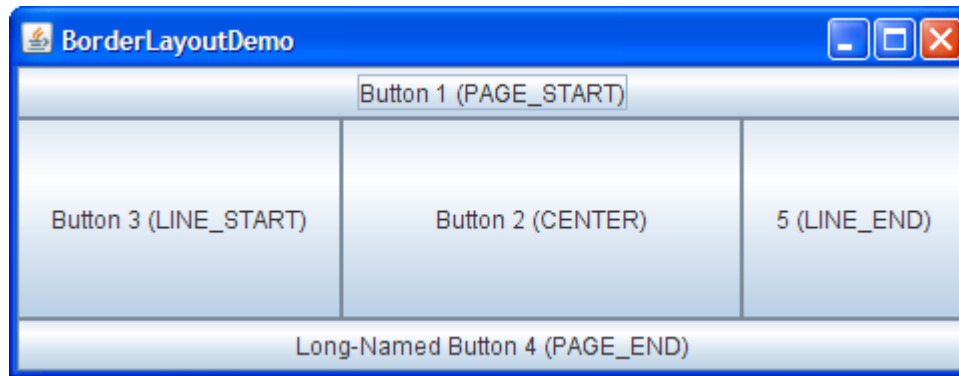 BorderLayoutDemo
Button 1 (PAGE_START)
Button 3 (LINE_START)
Button 2 (CENTER)
5 (LINE_END)
Long-Named Button 4 (PAGE_END)